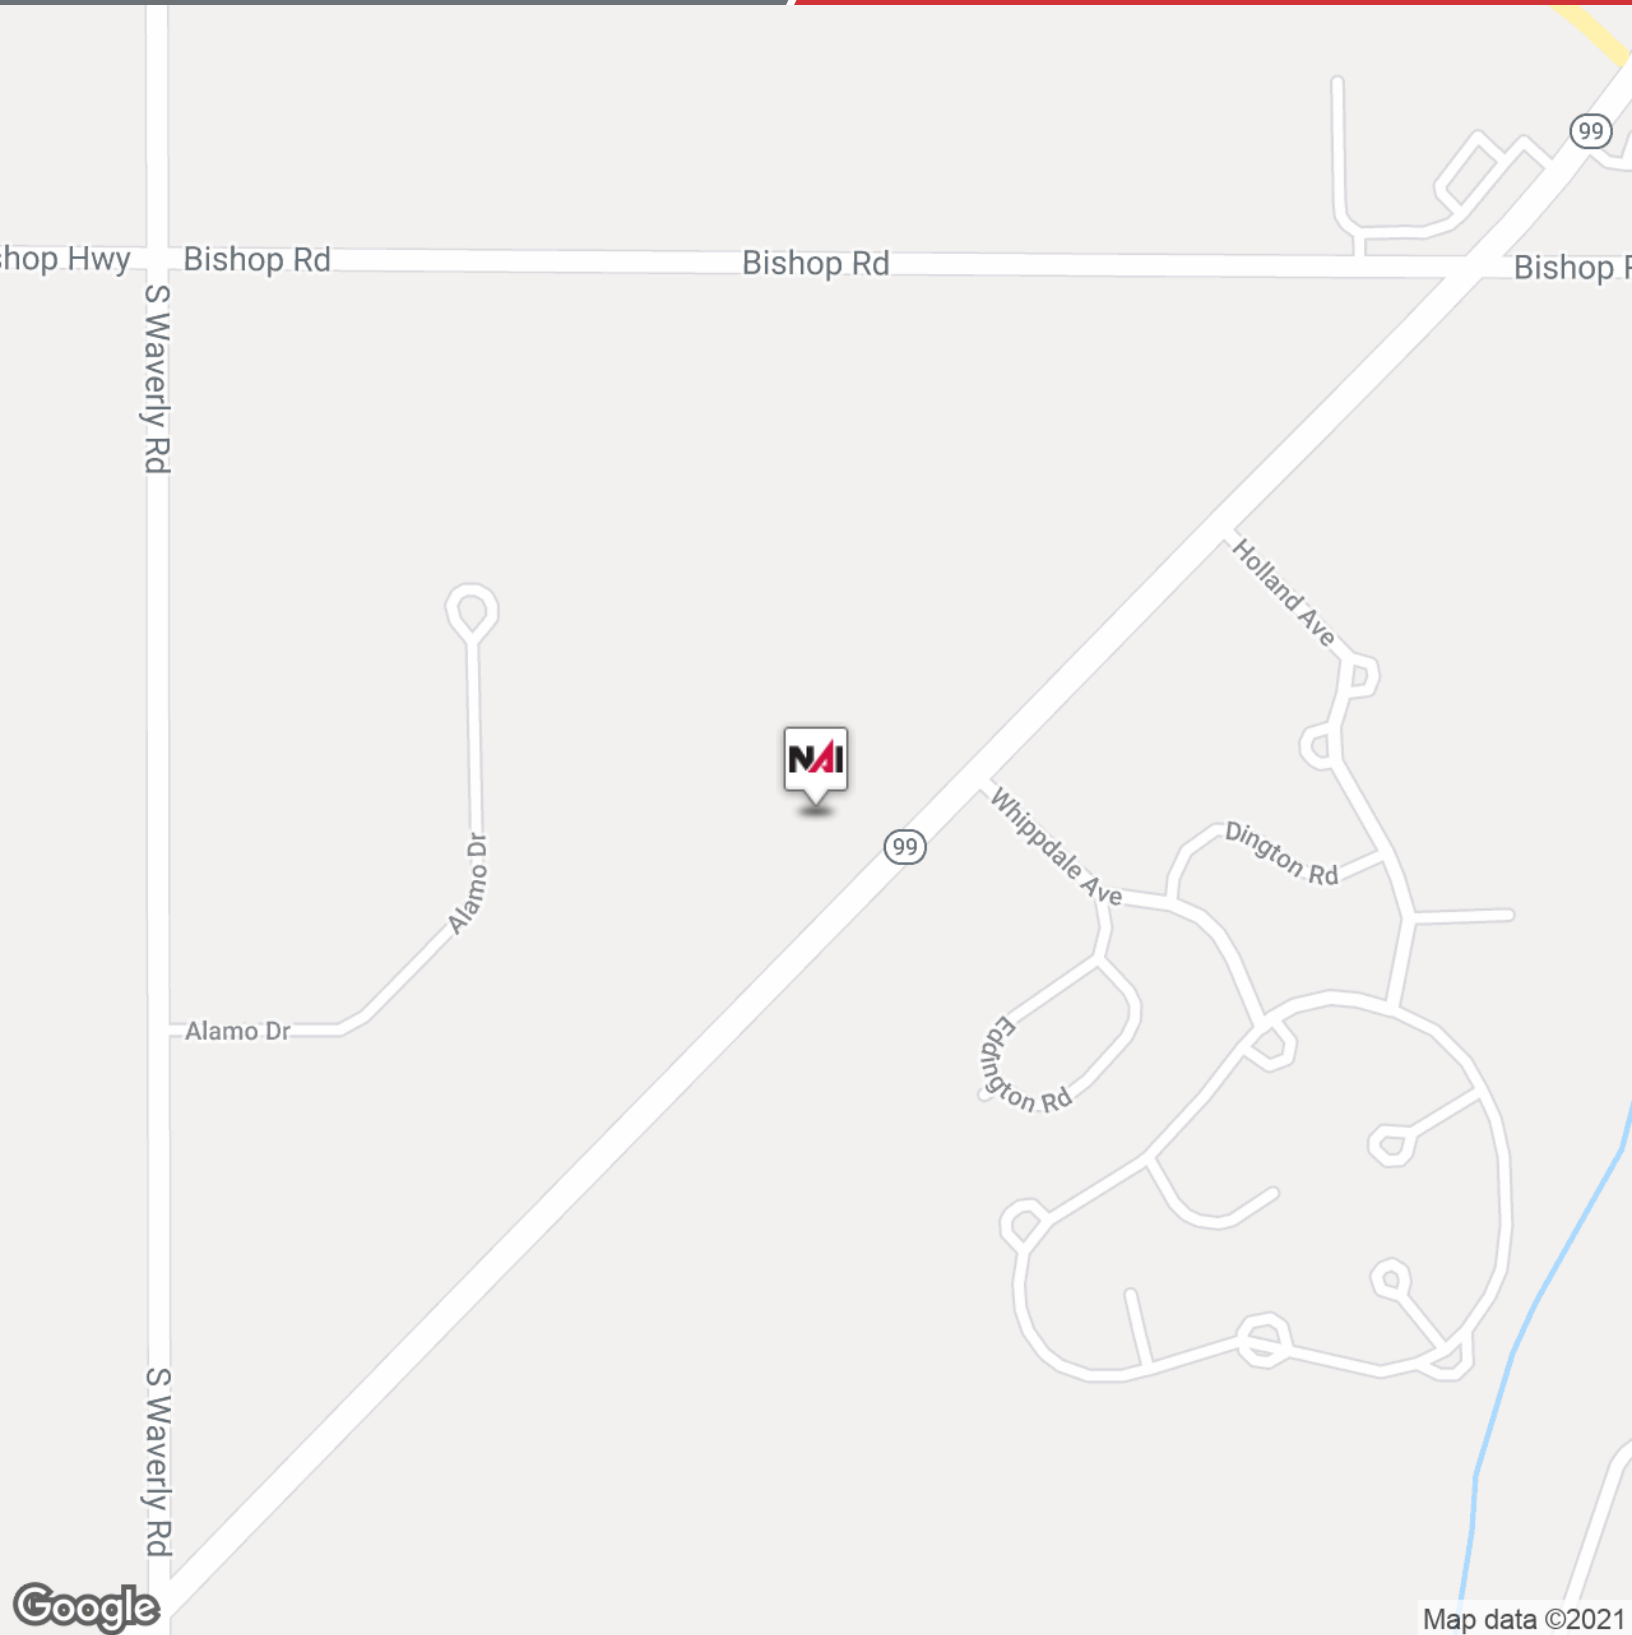 99
shop Hwy
Bishop Rd
Bishop Rd
Bishop R
S Waverly Rd
Holland Ave
NAI
Whippdale Ave
99
Dington Rd
Alamo Dr
Alamo Dr
Eddington Rd
S Waverly Rd
Google
Map data ©2021